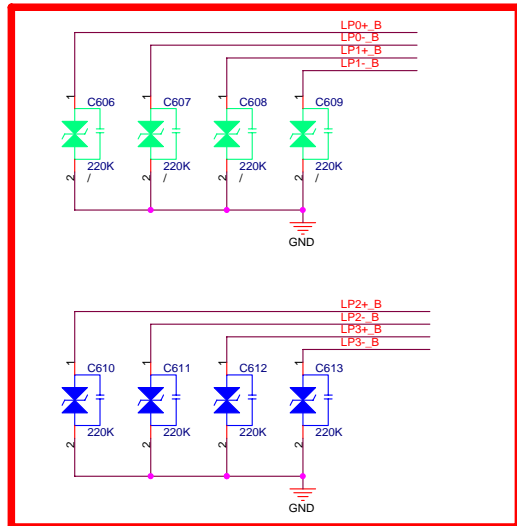 LP0+_B
LP0-_B
LP1+_B
LP1-_B
1 C606 1 C607 1 C608 1 C609
220K 220K 220K 220K
2 / 2 / 2 / 2 /
GND
LP2+_B
LP2-_B
LP3+_B
LP3-_B
1 C610 1 C611 1 C612 1 C613
220K 220K 220K 220K
2 2 2 2
GND